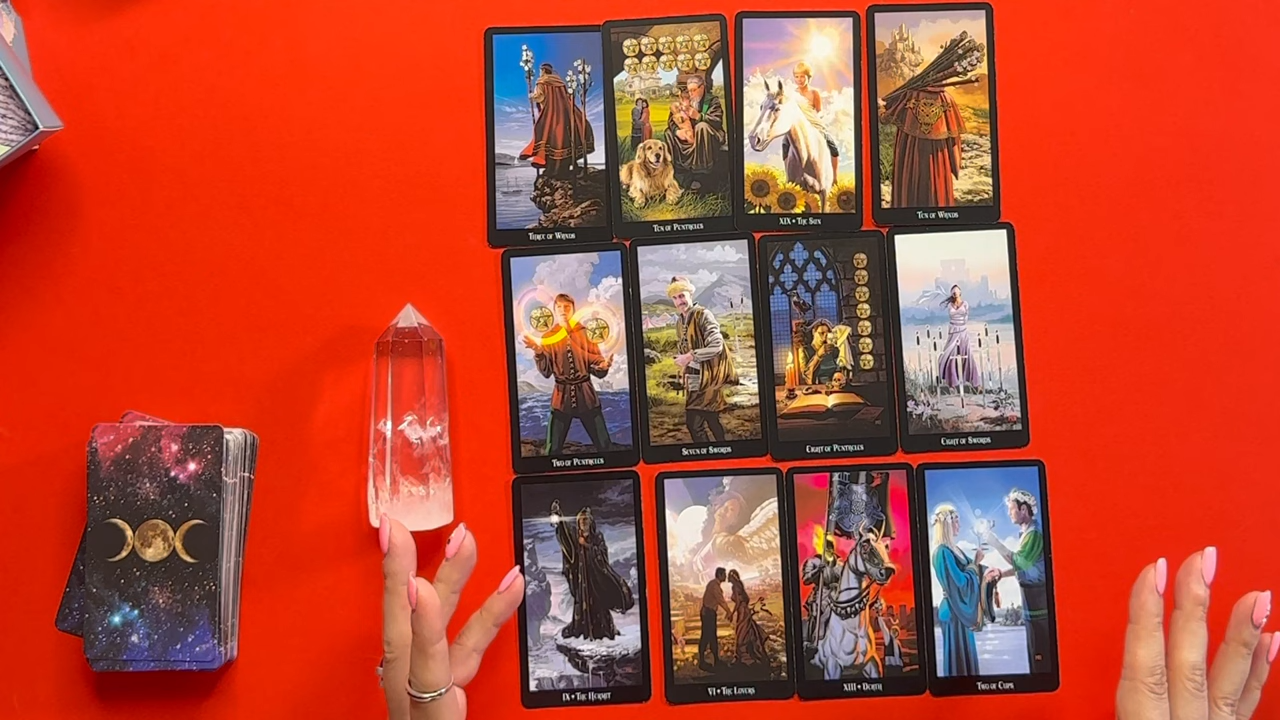 Three of Wands
Ten of Pentacles
XIX • The Sun
Ten of Wands
Two of Pentacles
Seven of Swords
Eight of Pentacles
Eight of Swords
IX • The Hermit
VI • The Lovers
XIII • Death
Two of Cups